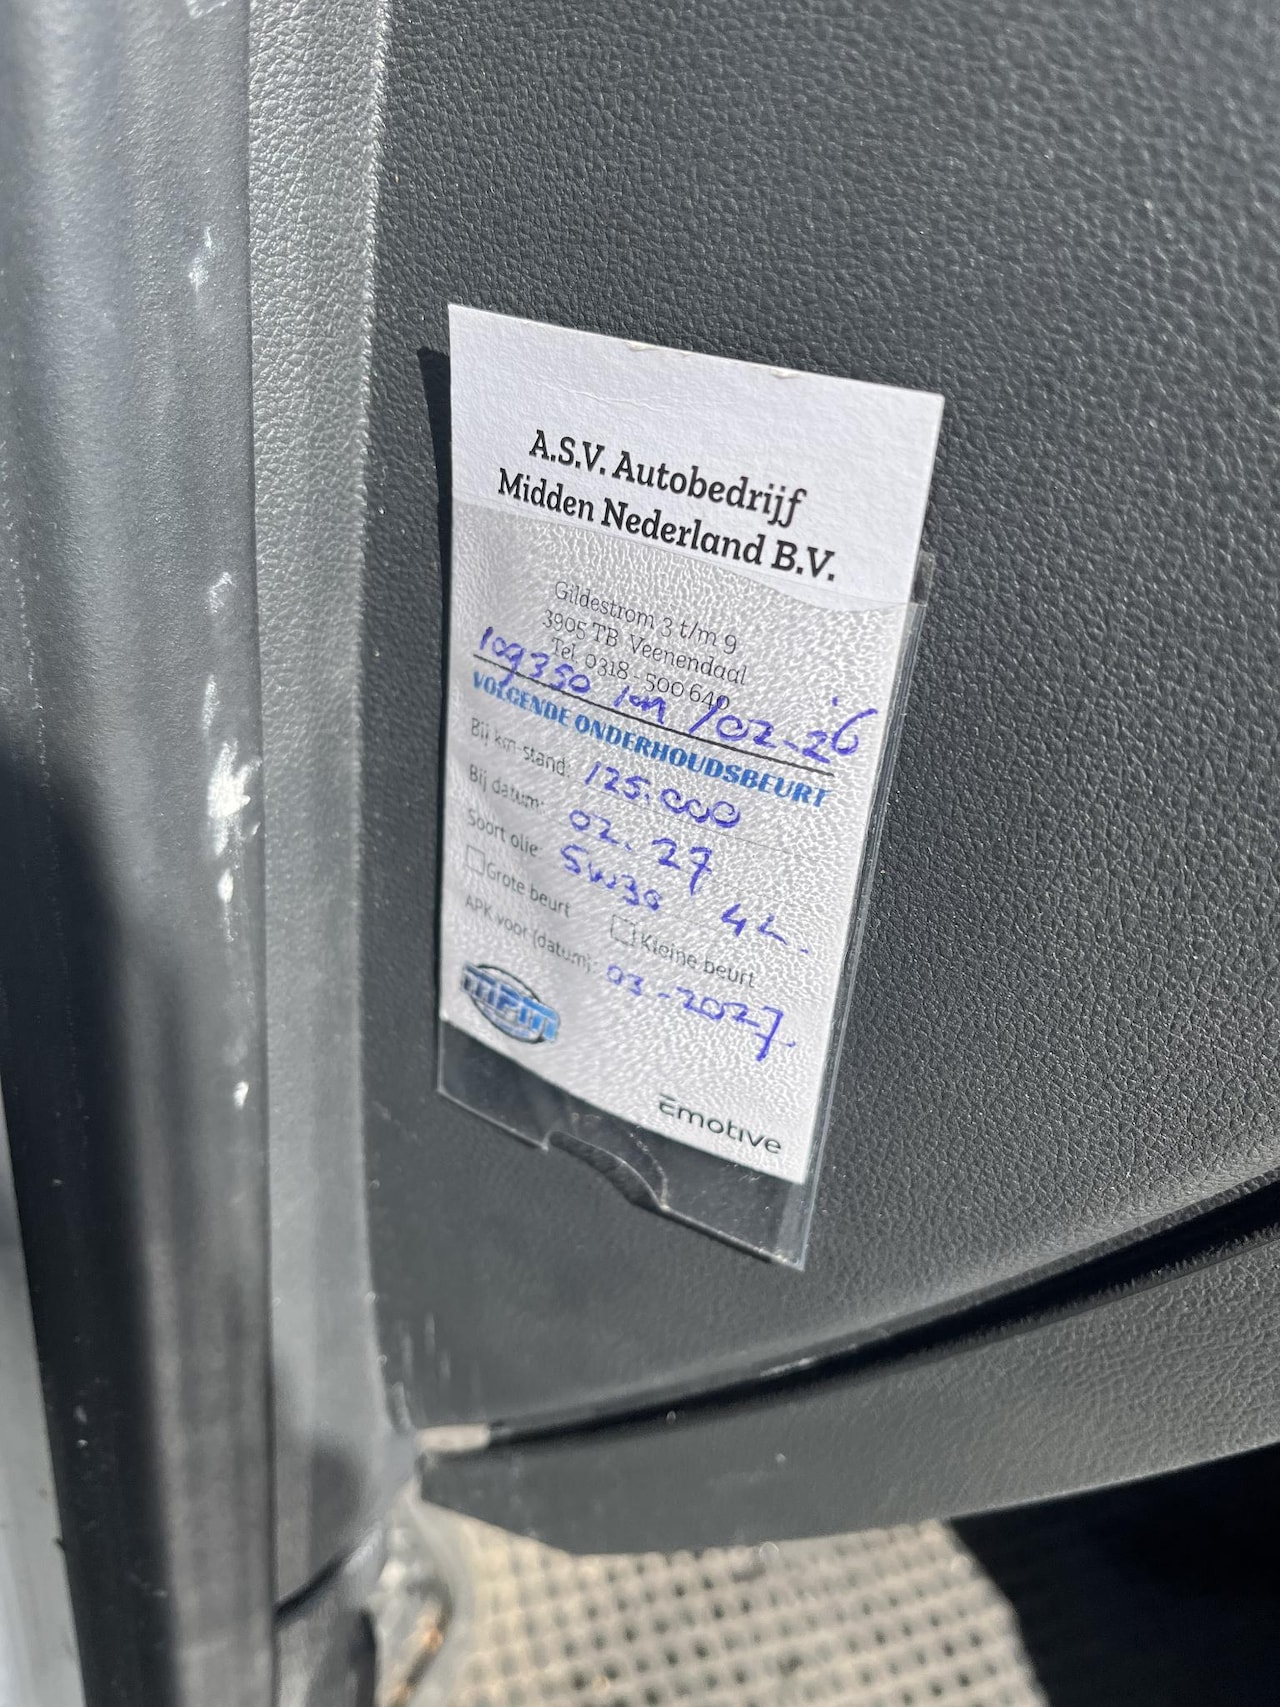 A.S.V. Autobedrijf
Midden Nederland B.V.
Gildestrom 3 t/m 9
3905 TB Veenendaal
Tel. 0318 - 500 640
109350 km / 02-26
VOLGENDE ONDERHOUDSBEURT
Bij km-stand: 125.000
Bij datum: 02.27
Soort olie: 5W30 4L.
Grote beurt Kleine beurt
APK voor (datum): 03-2027.
mpm
Emotive